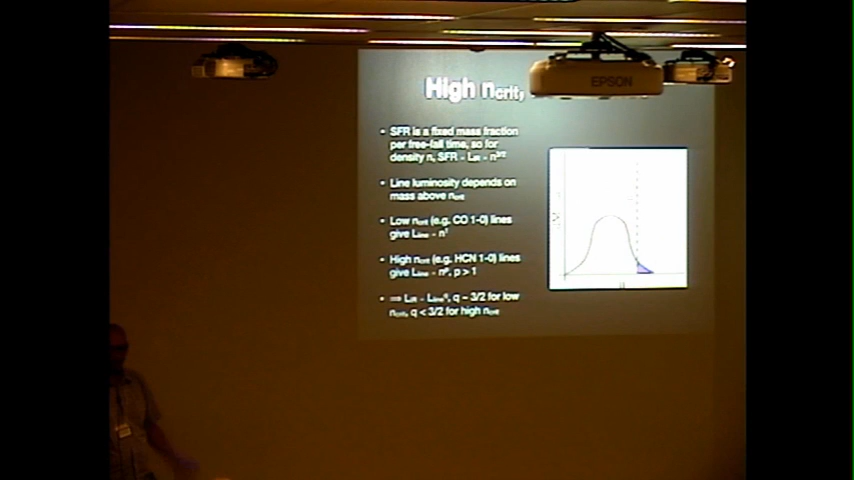 High n_crit,
EPSON
• SFR is a fixed mass fraction
per free-fall time, so for
density n, SFR ~ L_IR ~ n^3/2
• Line luminosity depends on
mass above n_crit
• Low n_crit (e.g. CO 1-0) lines
give L_line ~ n^1
• High n_crit (e.g. HCN 1-0) lines
give L_line ~ n^p, p > 1
• ⟹ L_IR ~ L_line^q, q ~ 3/2 for low
n_crit, q < 3/2 for high n_crit
n